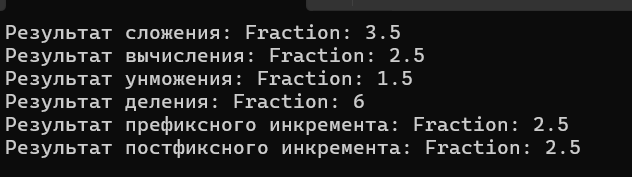 Результат сложения: Fraction: 3.5
Результат вычисления: Fraction: 2.5
Результат унможения: Fraction: 1.5
Результат деления: Fraction: 6
Результат префиксного инкремента: Fraction: 2.5
Результат постфиксного инкремента: Fraction: 2.5